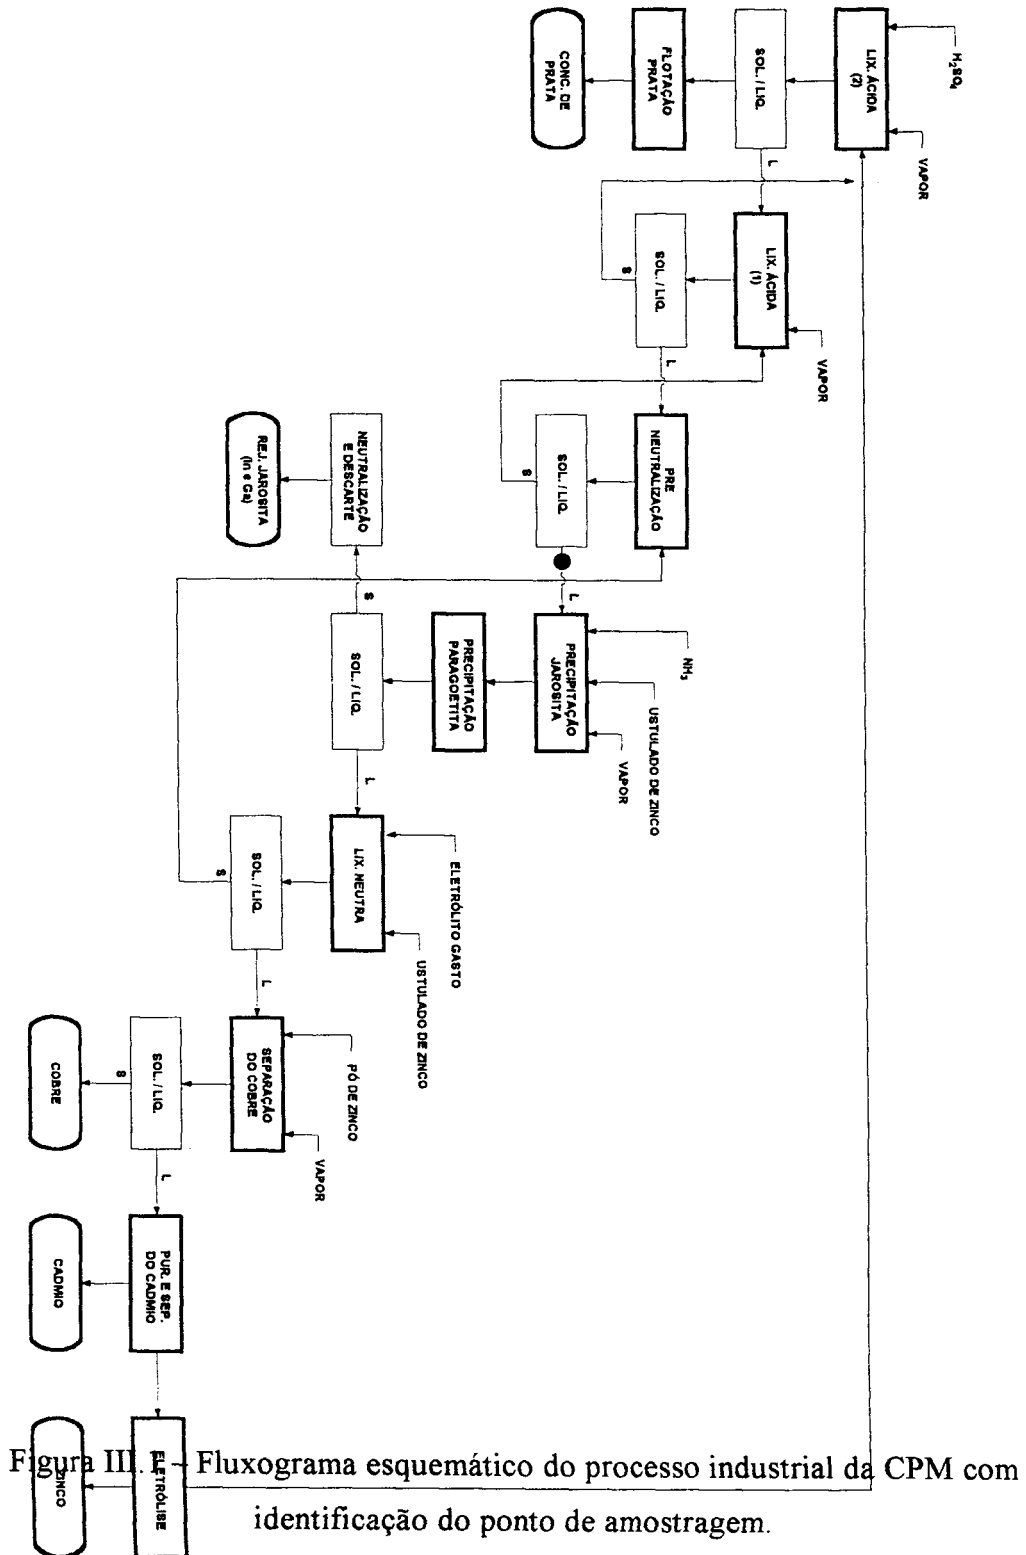 H₂SO₄
VAPOR
LIX. ÁCIDA
(2)
SOL. / LIQ.
FLOTAÇÃO
PRATA
CONC. DE
PRATA
L
VAPOR
LIX. ÁCIDA
(1)
SOL. / LIQ.
S
L
PRE
NEUTRALIZAÇÃO
SOL. / LIQ.
S
L
NH₃
USTULADO DE ZINCO
VAPOR
PRECIPITAÇÃO
JAROSITA
PRECIPITAÇÃO
PARAGOETITA
SOL. / LIQ.
S
NEUTRALIZAÇÃO
E DESCARTE
REJ. JAROSITA
(In e Ga)
L
ELETRÓLITO GASTO
USTULADO DE ZINCO
LIX. NEUTRA
SOL. / LIQ.
S
L
PÓ DE ZINCO
VAPOR
SEPARAÇÃO
DO COBRE
SOL. / LIQ.
S
COBRE
L
PUR. E SEP.
DO CADMIO
CADMIO
ELETRÓLISE
ZINCO
Figura III. – Fluxograma esquemático do processo industrial da CPM com
identificação do ponto de amostragem.